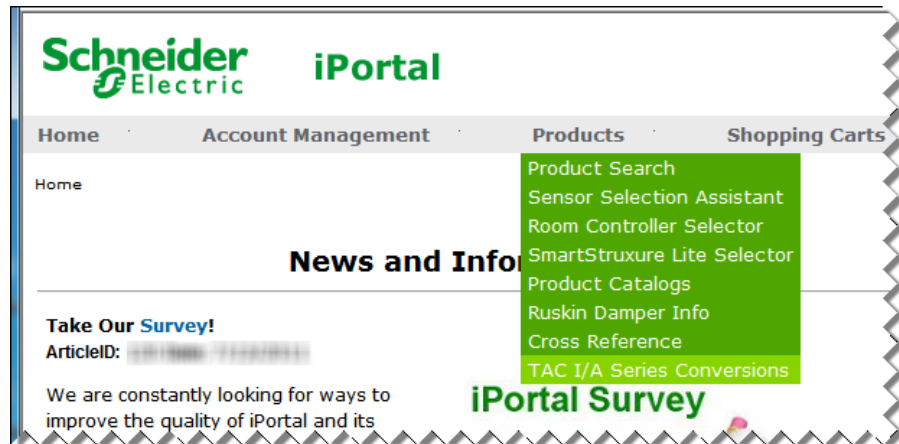 Schneider
Electric
iPortal
Home Account Management Products Shopping Carts
Product Search
Sensor Selection Assistant
Room Controller Selector
SmartStruxure Lite Selector
Product Catalogs
Ruskin Damper Info
Cross Reference
TAC I/A Series Conversions
Home
News and Infor
Take Our Survey!
ArticleID:
We are constantly looking for ways to
improve the quality of iPortal and its
iPortal Survey